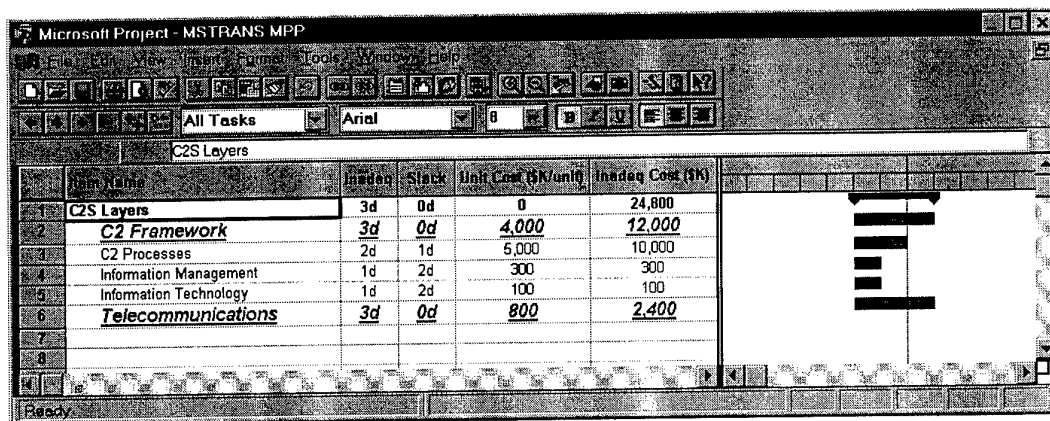 Microsoft Project - MSTRANS MPP
File Edit View Insert Format Tools Window Help
All Tasks Arial 8 B I U
C2S Layers
Item Name Inadeq Slack Unit Cost ($K/unit) Inadeq Cost ($K)
1 C2S Layers 3d 0d 0 24,800
2 C2 Framework 3d 0d 4,000 12,000
3 C2 Processes 2d 1d 5,000 10,000
4 Information Management 1d 2d 300 300
5 Information Technology 1d 2d 100 100
6 Telecommunications 3d 0d 800 2,400
7
8
Ready